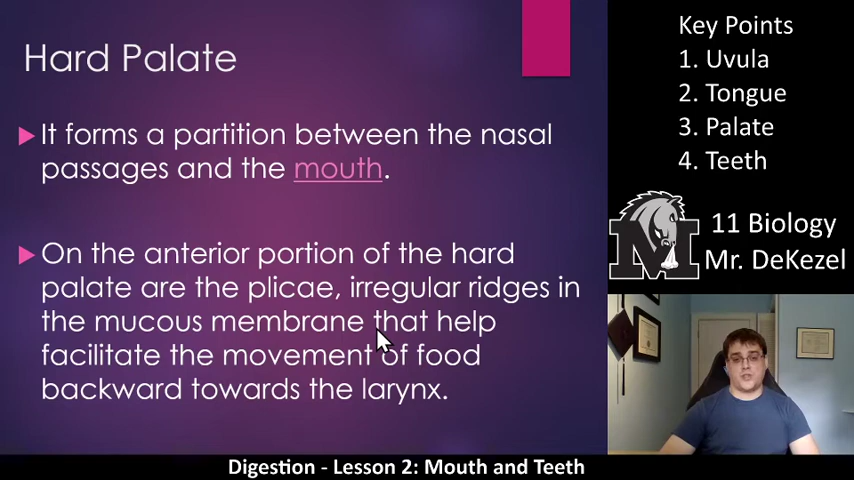 Hard Palate
It forms a partition between the nasal
passages and the mouth.
On the anterior portion of the hard
palate are the plicae, irregular ridges in
the mucous membrane that help
facilitate the movement of food
backward towards the larynx.
Key Points
1. Uvula
2. Tongue
3. Palate
4. Teeth
M
11 Biology
Mr. DeKezel
Digestion - Lesson 2: Mouth and Teeth